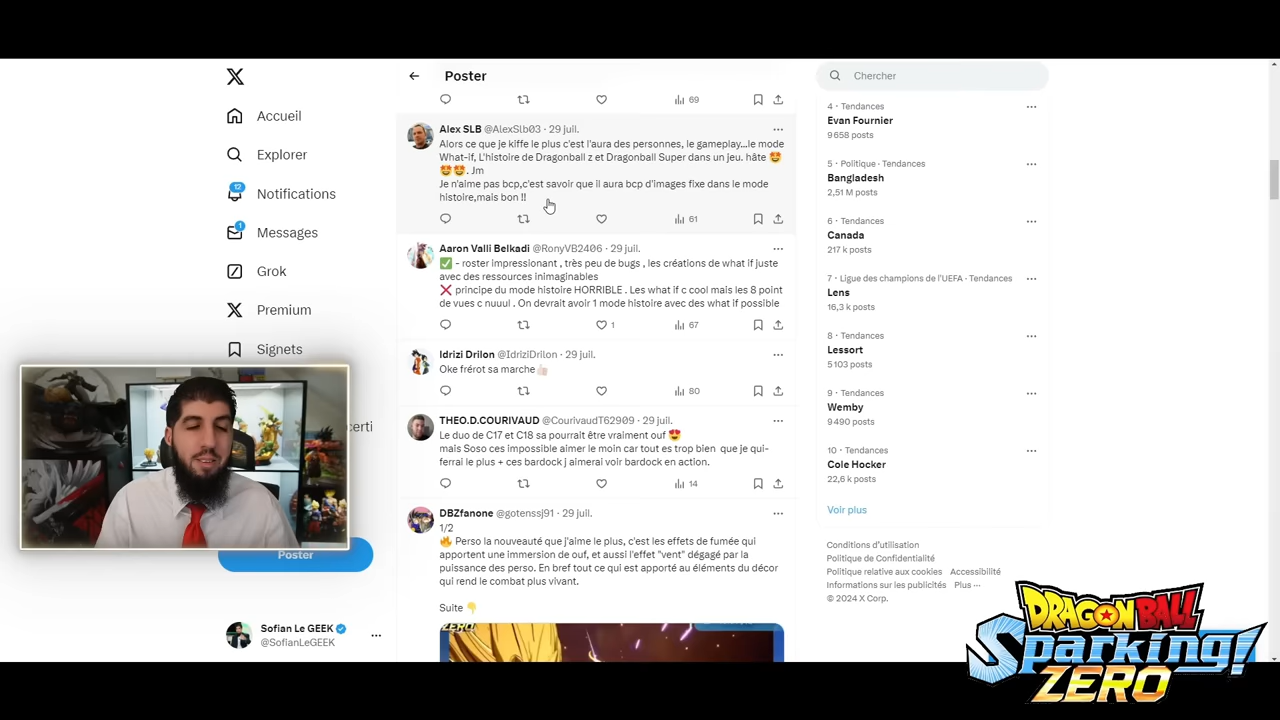 Accueil
Explorer
17
Notifications
1
Messages
Grok
Premium
Signets
certi
Poster
Sofian Le GEEK
@SofianLeGEEK
Poster
69
Alex SLB @AlexSlb03 · 29 juil.
Alors ce que je kiffe le plus c'est l'aura des personnes, le gameplay...le mode
What-If, L'histoire de Dragonball z et Dragonball Super dans un jeu. hâte 😍
😍😍. Jm
Je n'aime pas bcp,c'est savoir que il aura bcp d'images fixe dans le mode
histoire,mais bon !!
61
Aaron Valli Belkadi @RonyVB2406 · 29 juil.
✅ - roster impressionant , très peu de bugs , les créations de what if juste
avec des ressources inimaginables
❌ principe du mode histoire HORRIBLE . Les what if c cool mais les 8 point
de vues c nuuul . On devrait avoir 1 mode histoire avec des what if possible
1
67
Idrizi Drilon @IdriziDrilon · 29 juil.
Oke frérot sa marche👍🏻
80
THEO.D.COURIVAUD @CourivaudT62909 · 29 juil.
Le duo de C17 et C18 sa pourrait être vraiment ouf 😍
mais Soso ces impossible aimer le moin car tout es trop bien que je qui-
ferrai le plus + ces bardock j aimerai voir bardock en action.
14
DBZfanone @gotenssj91 · 29 juil.
1/2
🔥 Perso la nouveauté que j'aime le plus, c'est les effets de fumée qui
apportent une immersion de ouf, et aussi l'effet "vent" dégagé par la
puissance des perso. En bref tout ce qui est apporté au éléments du décor
qui rend le combat plus vivant.
Suite 👇
ZERO
Chercher
4 · Tendances
Evan Fournier
9 658 posts
5 · Politique · Tendances
Bangladesh
2,51 M posts
6 · Tendances
Canada
217 k posts
7 · Ligue des champions de l'UEFA · Tendances
Lens
16,3 k posts
8 · Tendances
Lessort
5 103 posts
9 · Tendances
Wemby
9 490 posts
10 · Tendances
Cole Hocker
22,6 k posts
Voir plus
Conditions d'utilisation
Politique de Confidentialité
Politique relative aux cookies Accessibilité
Informations sur les publicités Plus ···
© 2024 X Corp.
DRAGON BALL
Sparking!
ZERO